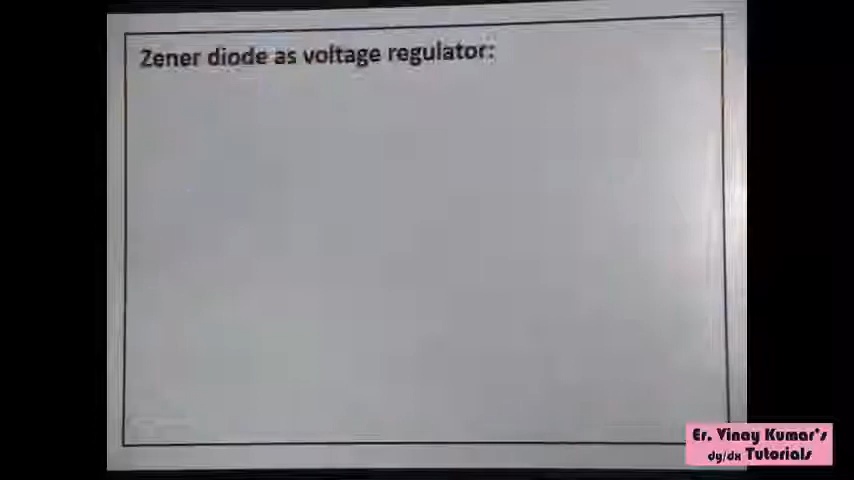 Zener diode as voltage regulator:
Er. Vinay Kumar's
dy/dx Tutorials